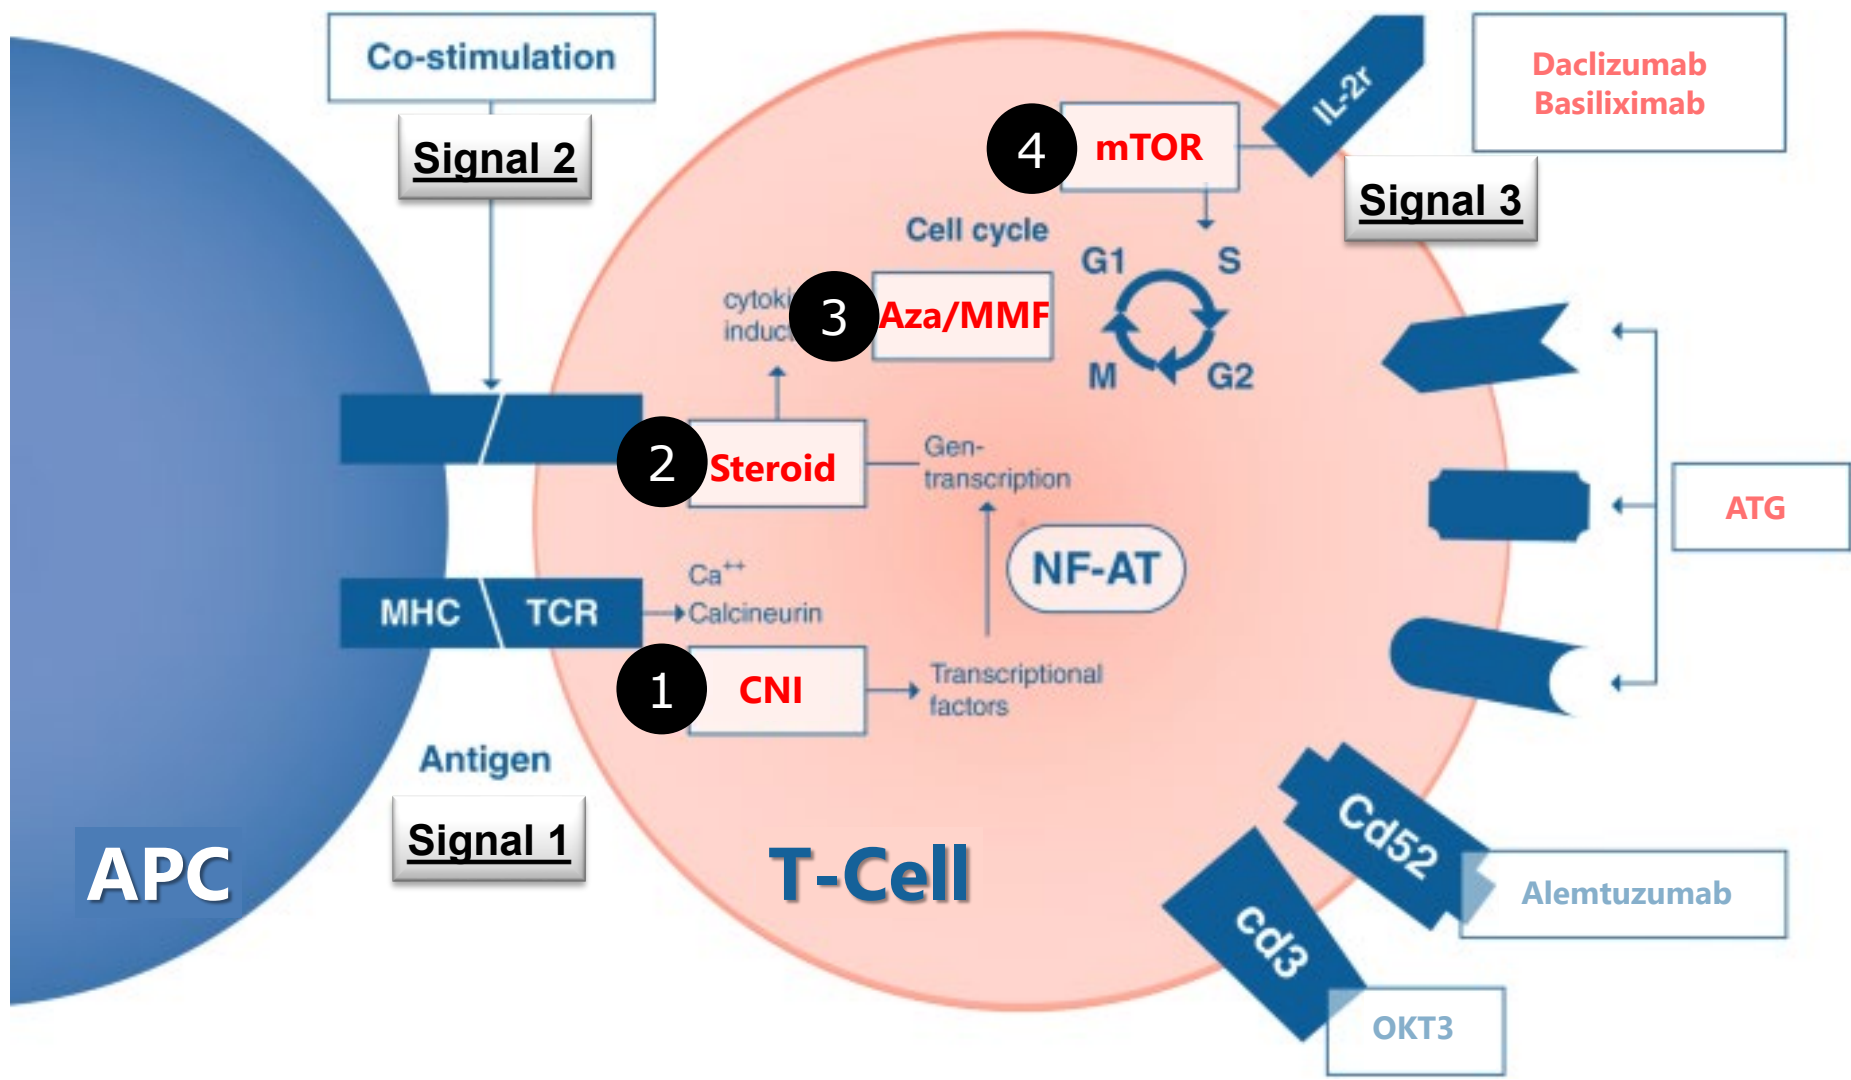 Co-stimulation
Signal 2
4
mTOR
IL-2r
Daclizumab
Basiliximab
Signal 3
Cell cycle
G1
S
M
G2
3
Aza/MMF
cytoki
induc
2
Steroid
Gen-
transcription
NF-AT
ATG
MHC
TCR
Ca++
Calcineurin
1
CNI
Transcriptional
factors
Antigen
Signal 1
APC
T-Cell
Cd52
Alemtuzumab
cd3
OKT3